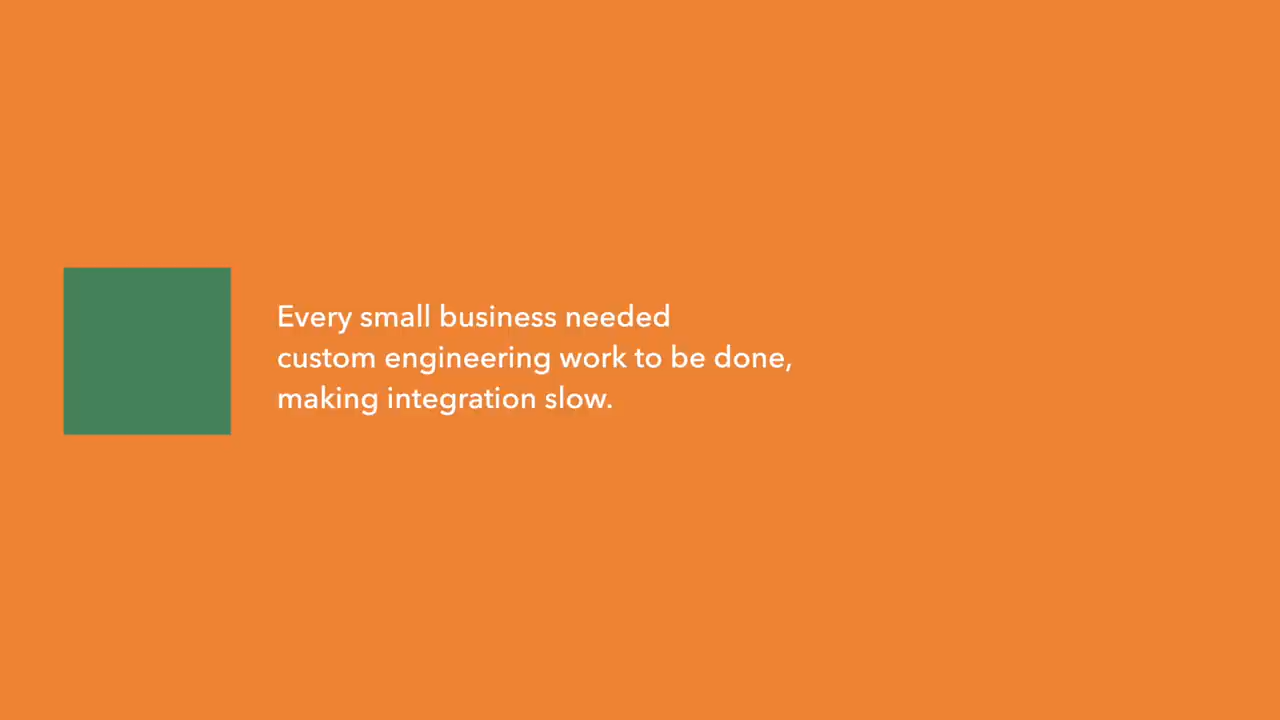 Every small business needed
custom engineering work to be done,
making integration slow.